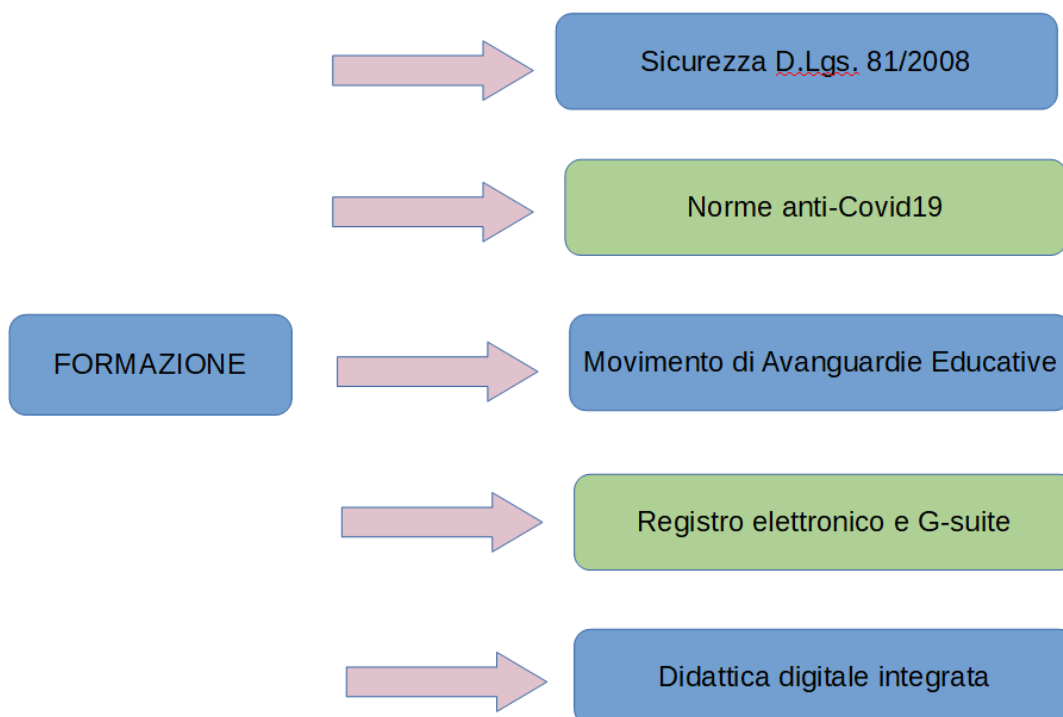 Sicurezza D.Lgs. 81/2008
Norme anti-Covid19
FORMAZIONE
Movimento di Avanguardie Educative
Registro elettronico e G-suite
Didattica digitale integrata